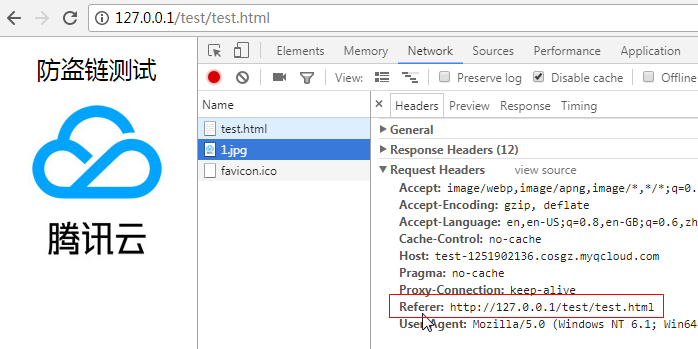 127.0.0.1/test/test.html
防盗链测试
腾讯云
Elements Memory Network Sources Performance
View: Preserve log Disable cache Offline
Name
test.html
1.jpg
favicon.ico
× Headers Preview Response Timing
General
Response Headers (12)
Request Headers view source
Accept: image/webp,image/apng,image/*,*/*;q=0.
Accept-Encoding: gzip, deflate
Accept-Language: en,en-US;q=0.8,en-GB;q=0.6,zh
Cache-Control: no-cache
Host: test-1251902136.cosgz.myqcloud.com
Pragma: no-cache
Proxy-Connection: keep-alive
Referer: http://127.0.0.1/test/test.html
User-Agent: Mozilla/5.0 (Windows NT 6.1; Win64